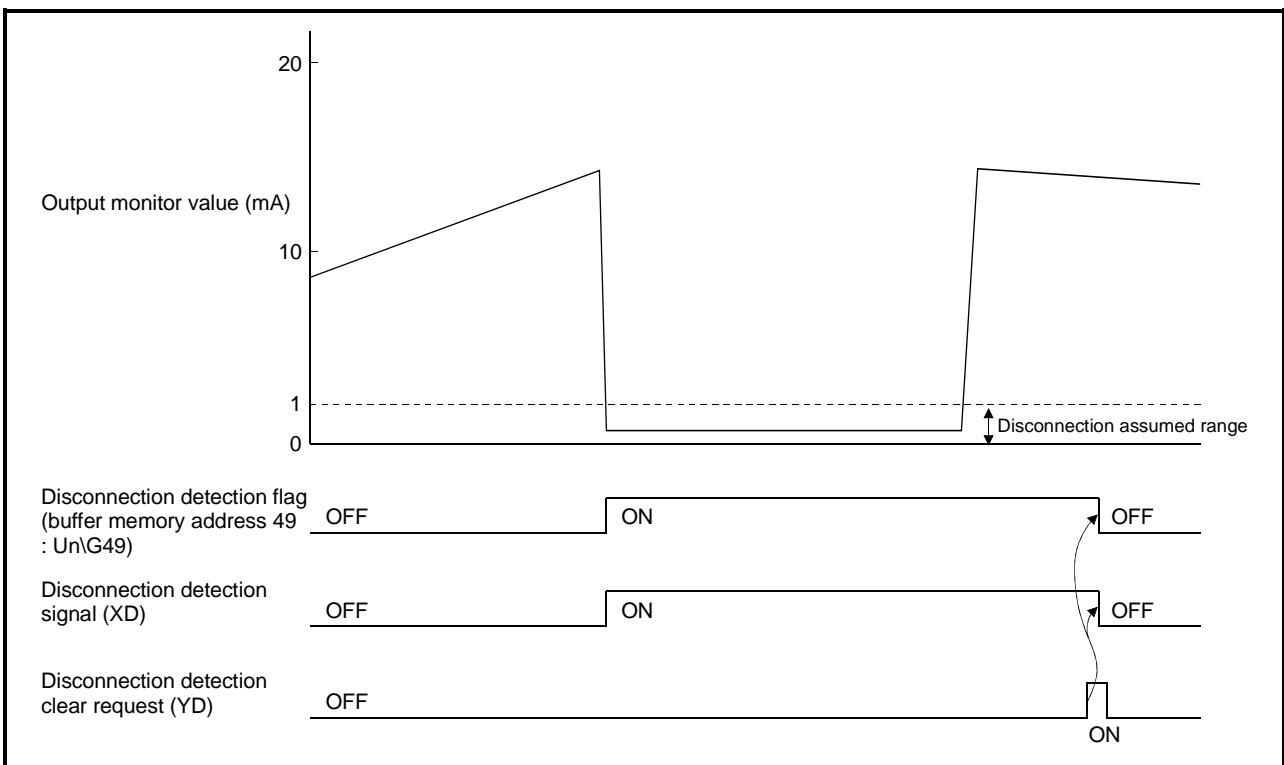 20
Output monitor value (mA)
10
1
Disconnection assumed range
0
Disconnection detection flag
(buffer memory address 49
: Un\G49)
OFF
ON
OFF
Disconnection detection
signal (XD)
OFF
ON
OFF
Disconnection detection
clear request (YD)
OFF
ON